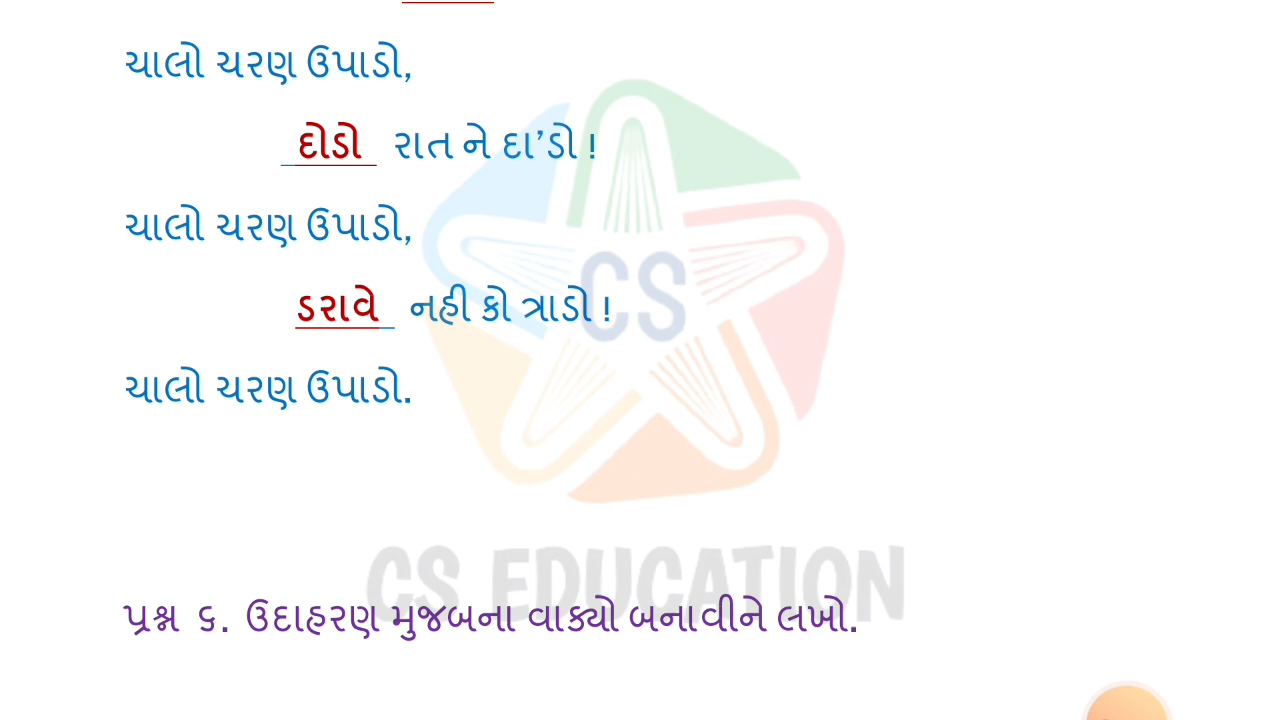 ચાલો ચરણ ઉપાડો,
દોડો રાત ને દા’ડો !
ચાલો ચરણ ઉપાડો,
ડરાવે નહી કો ત્રાડો !
ચાલો ચરણ ઉપાડો.
CS
CS EDUCATION
પ્રશ્ન ૬. ઉદાહરણ મુજબના વાક્યો બનાવીને લખો.